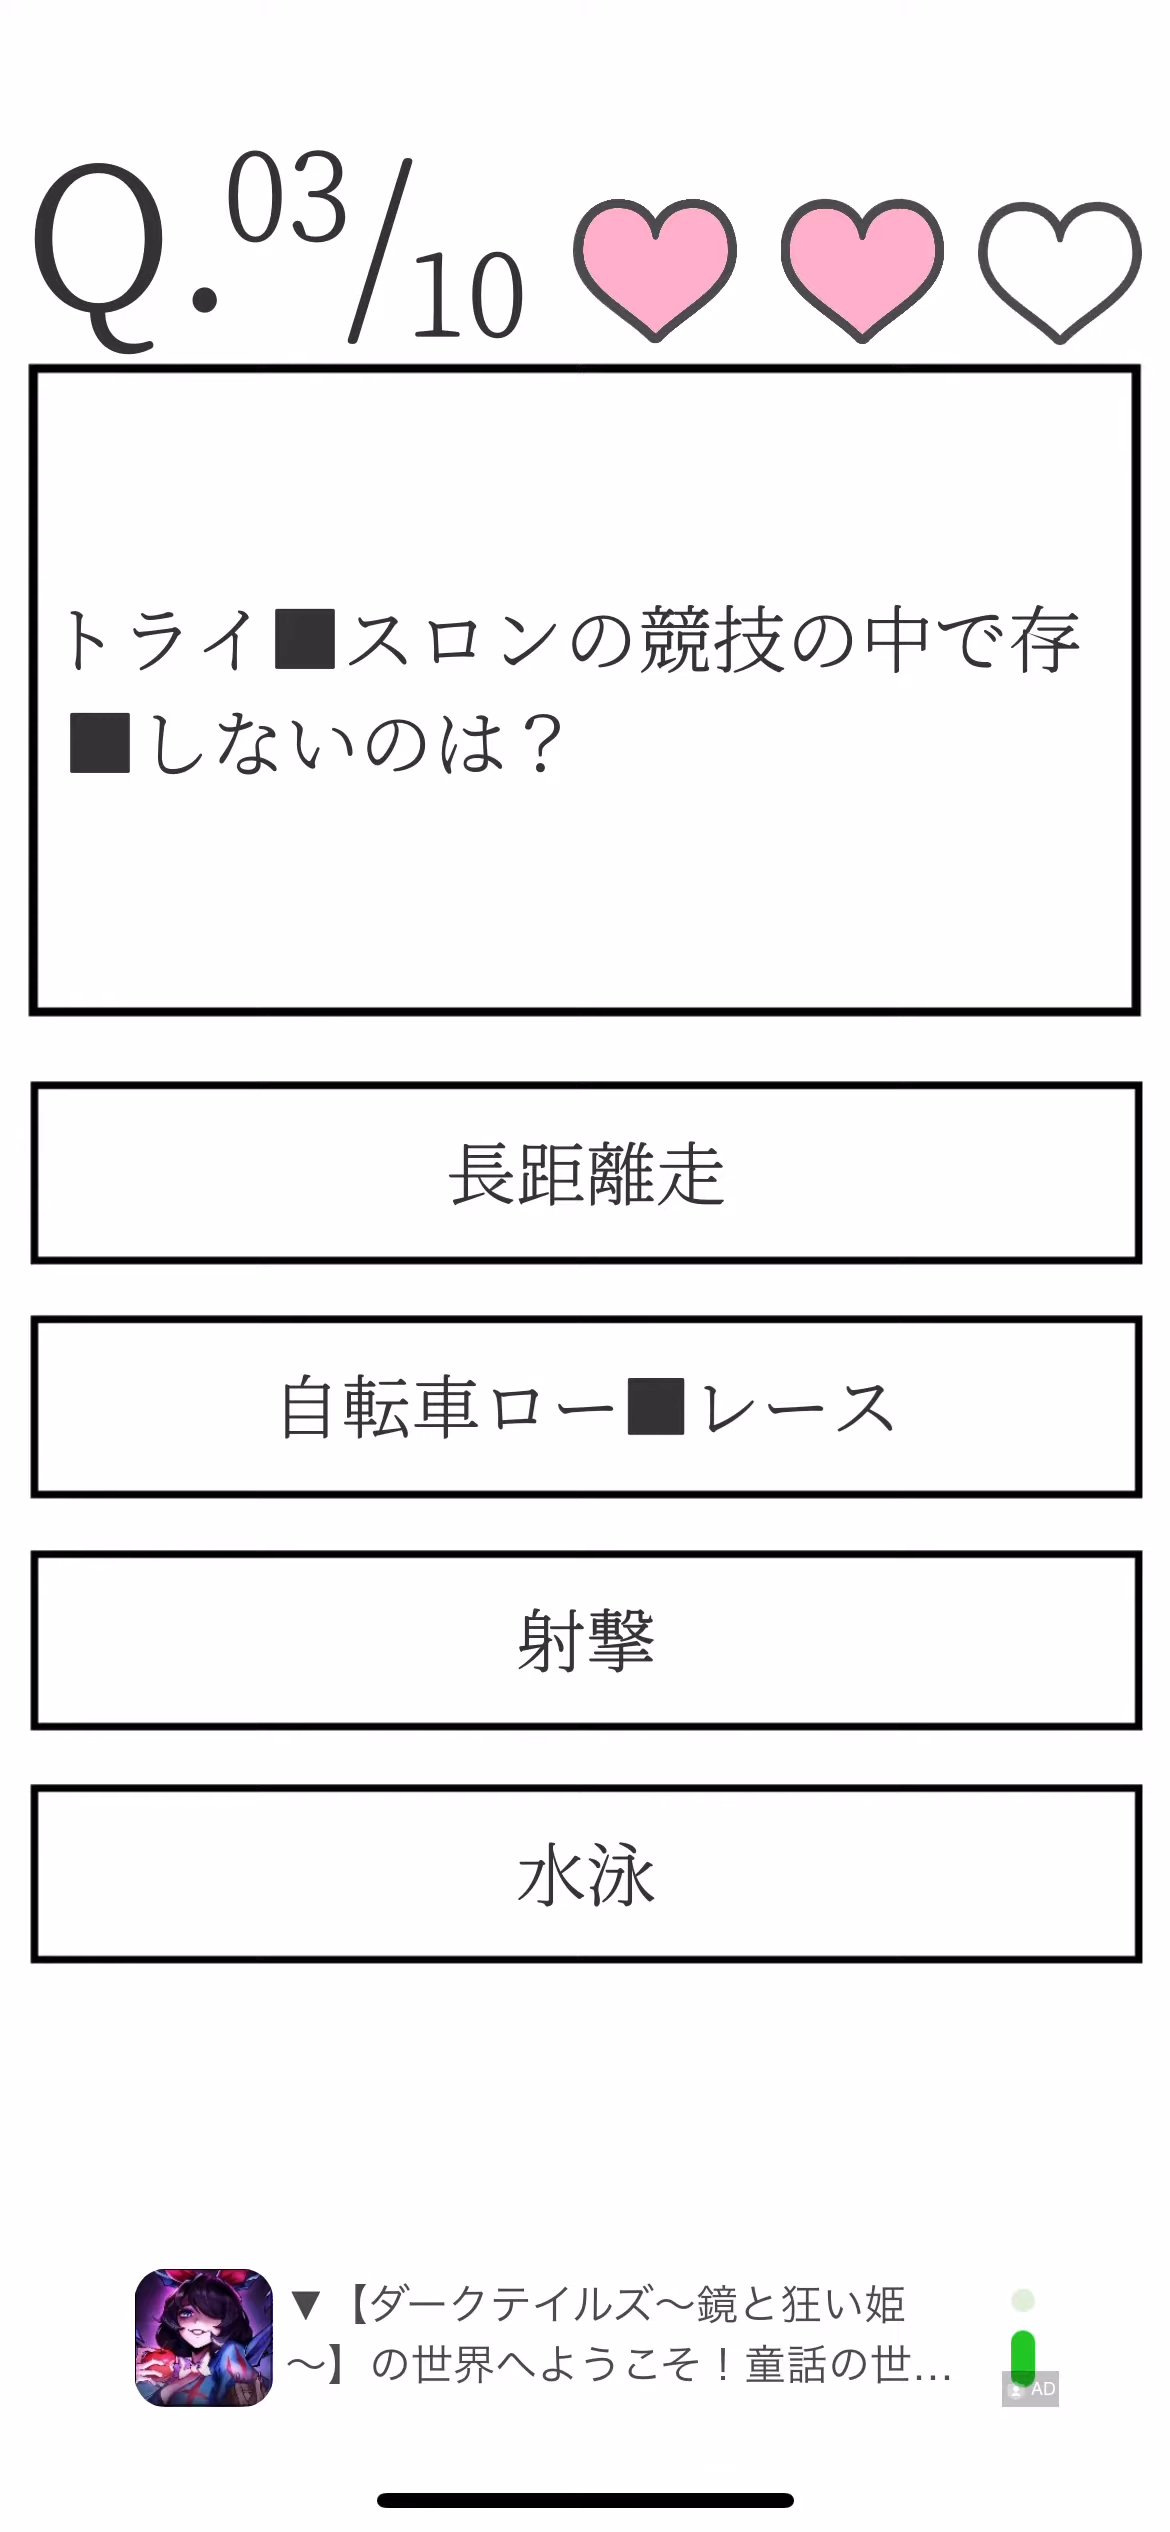 Q.03/10
トライ■スロンの競技の中で存
■しないのは？
長距離走
自転車ロー■レース
射撃
水泳
▼【ダークテイルズ〜鏡と狂い姫
〜】の世界へようこそ！童話の世…
AD